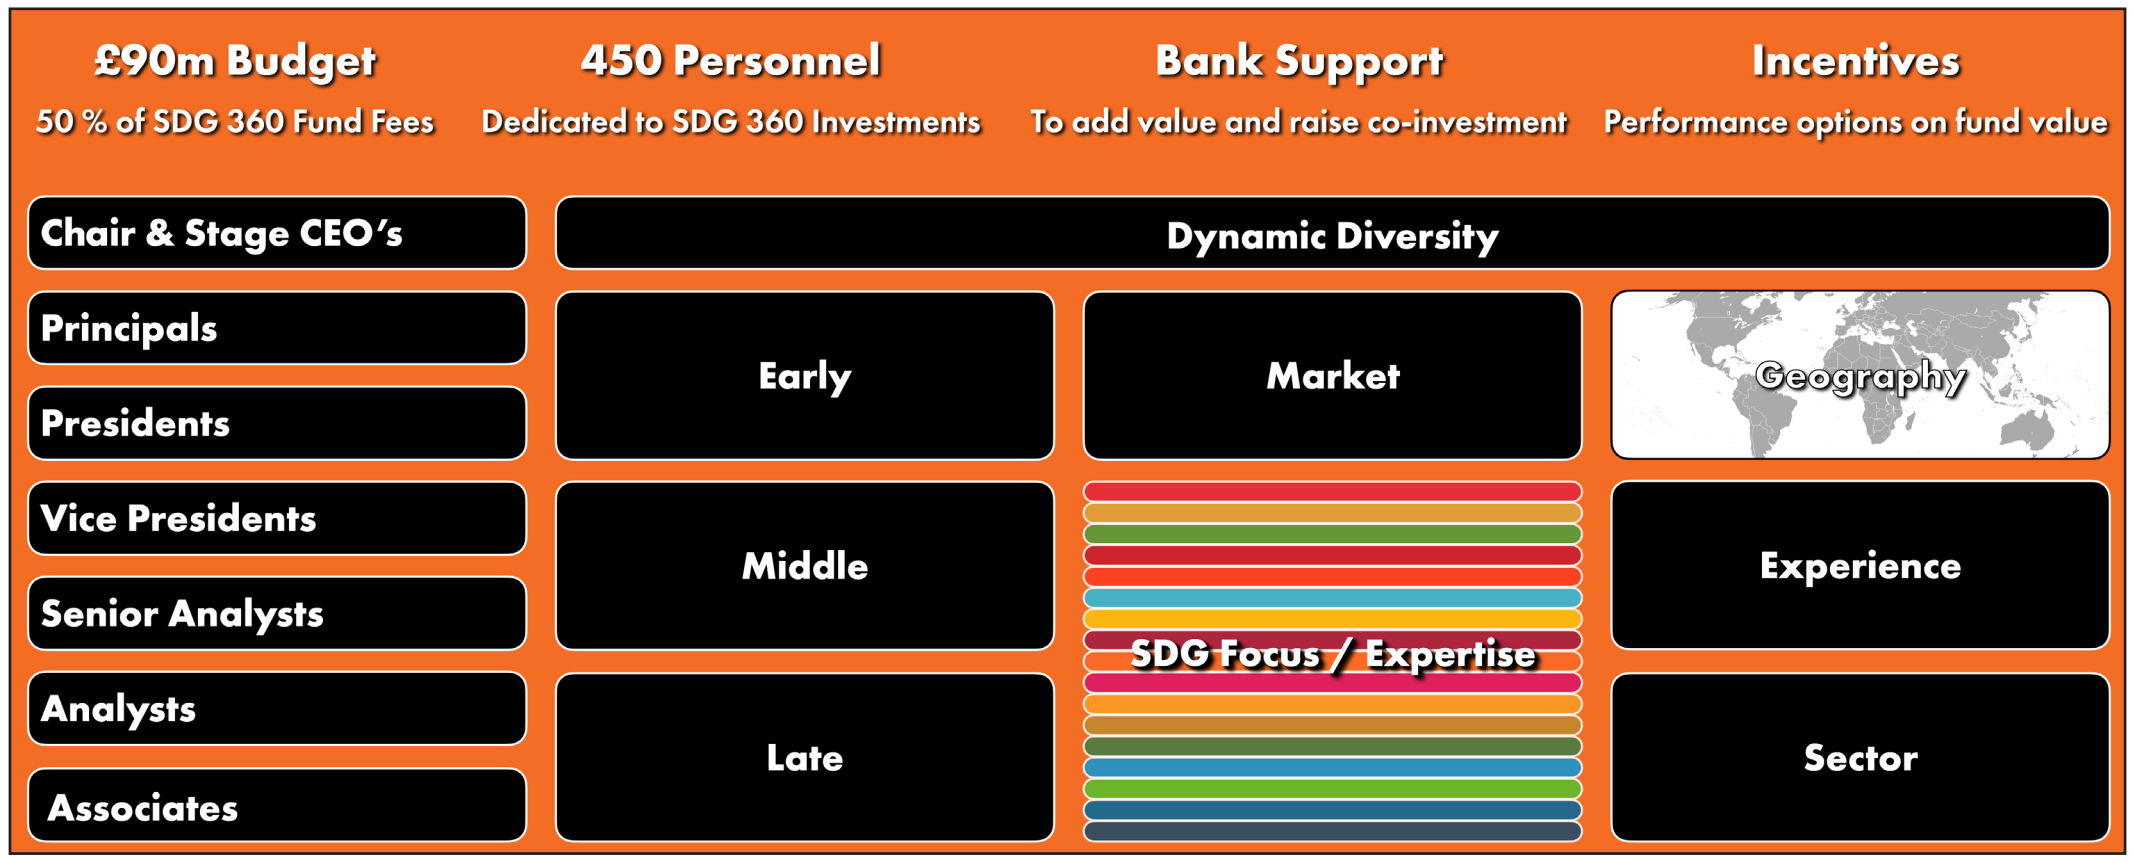 £90m Budget
50 % of SDG 360 Fund Fees
450 Personnel
Dedicated to SDG 360 Investments
Bank Support
To add value and raise co-investment
Incentives
Performance options on fund value
Chair & Stage CEO’s
Principals
Presidents
Vice Presidents
Senior Analysts
Analysts
Associates
Dynamic Diversity
Early
Middle
Late
Market
SDG Focus / Expertise
Geography
Experience
Sector